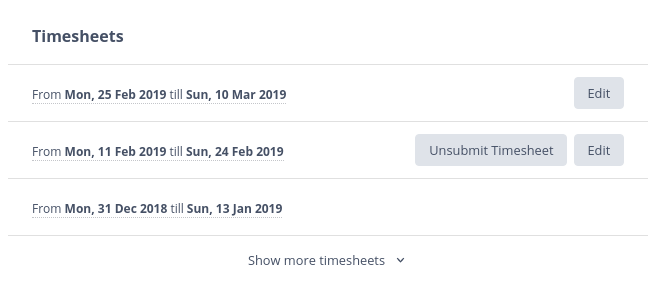 Timesheets
From Mon, 25 Feb 2019 till Sun, 10 Mar 2019
Edit
From Mon, 11 Feb 2019 till Sun, 24 Feb 2019
Unsubmit Timesheet
Edit
From Mon, 31 Dec 2018 till Sun, 13 Jan 2019
Show more timesheets